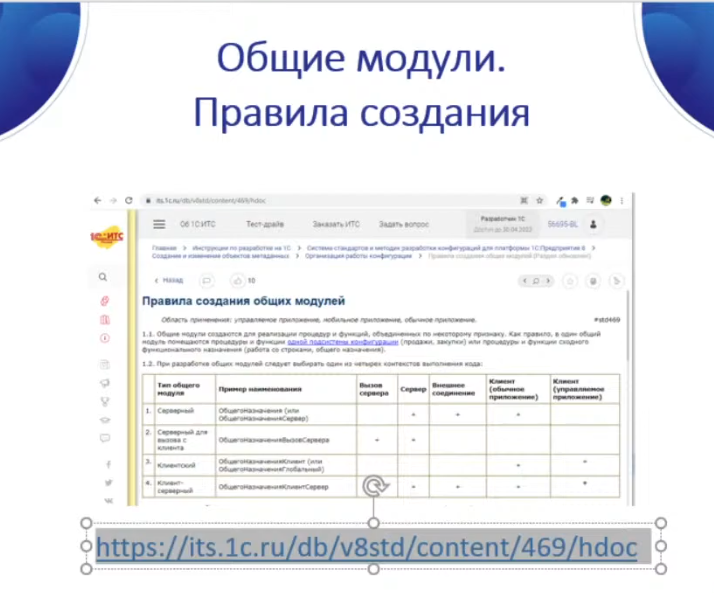 Общие модули.
Правила создания
its.1c.ru/db/v8std/content/469/hdoc
1С ИТС
Об 1С:ИТС Тест-драйв Заказать ИТС Задать вопрос Разработчик 1С
Доступ до 30.04.2022
56695-BL
Главная > Инструкции по разработке на 1С > Система стандартов и методик разработки конфигураций для платформы 1С:Предприятие 8 >
Создание и изменение объектов метаданных > Организация работы конфигурации > Правила создания общих модулей (Раздел обновлен)
‹ Назад 10
Правила создания общих модулей
Область применения: управляемое приложение, мобильное приложение, обычное приложение. #std469
1.1. Общие модули создаются для реализации процедур и функций, объединенных по некоторому признаку. Как правило, в один общий
модуль помещаются процедуры и функции одной подсистемы конфигурации (продажи, закупки) или процедуры и функции сходного
функционального назначения (работа со строками, общего назначения).
1.2. При разработке общих модулей следует выбирать один из четырех контекстов выполнения кода:
Тип общего модуля Пример наименования Вызов сервера Сервер Внешнее соединение Клиент (обычное приложение) Клиент (управляемое приложение)
1. Серверный ОбщегоНазначения (или ОбщегоНазначенияСервер) + + +
2. Серверный для вызова с клиента ОбщегоНазначенияВызовСервера + +
3. Клиентский ОбщегоНазначенияКлиент (или ОбщегоНазначенияГлобальный) + +
4. Клиент-серверный ОбщегоНазначенияКлиентСервер + + + +
https://its.1c.ru/db/v8std/content/469/hdoc